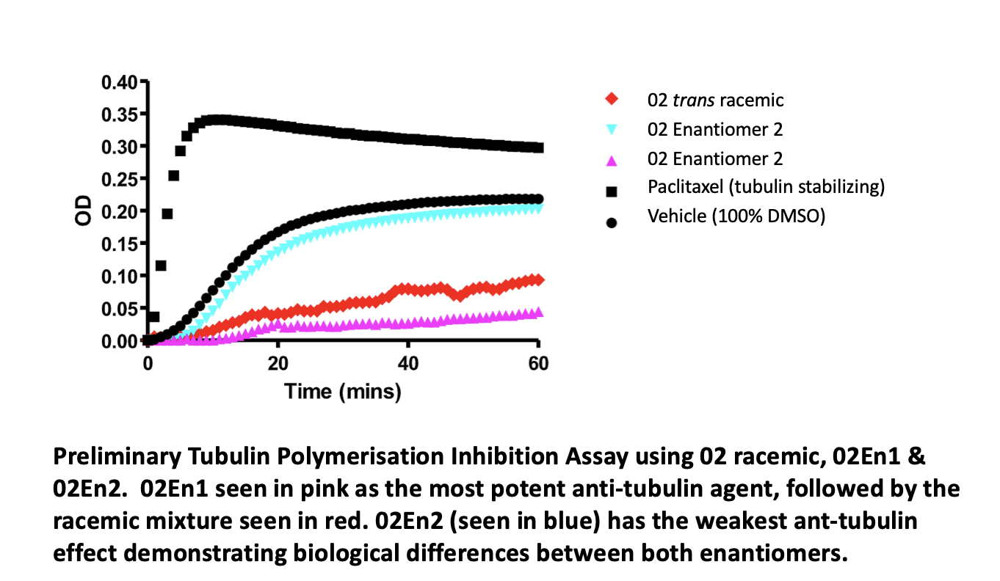 0.40
0.35
0.30
0.25
0.20
0.15
0.10
0.05
0.00
OD
0 20 40 60
Time (mins)
02 trans racemic
02 Enantiomer 2
02 Enantiomer 2
Paclitaxel (tubulin stabilizing)
Vehicle (100% DMSO)
Preliminary Tubulin Polymerisation Inhibition Assay using 02 racemic, 02En1 &
02En2.  02En1 seen in pink as the most potent anti-tubulin agent, followed by the
racemic mixture seen in red. 02En2 (seen in blue) has the weakest ant-tubulin
effect demonstrating biological differences between both enantiomers.